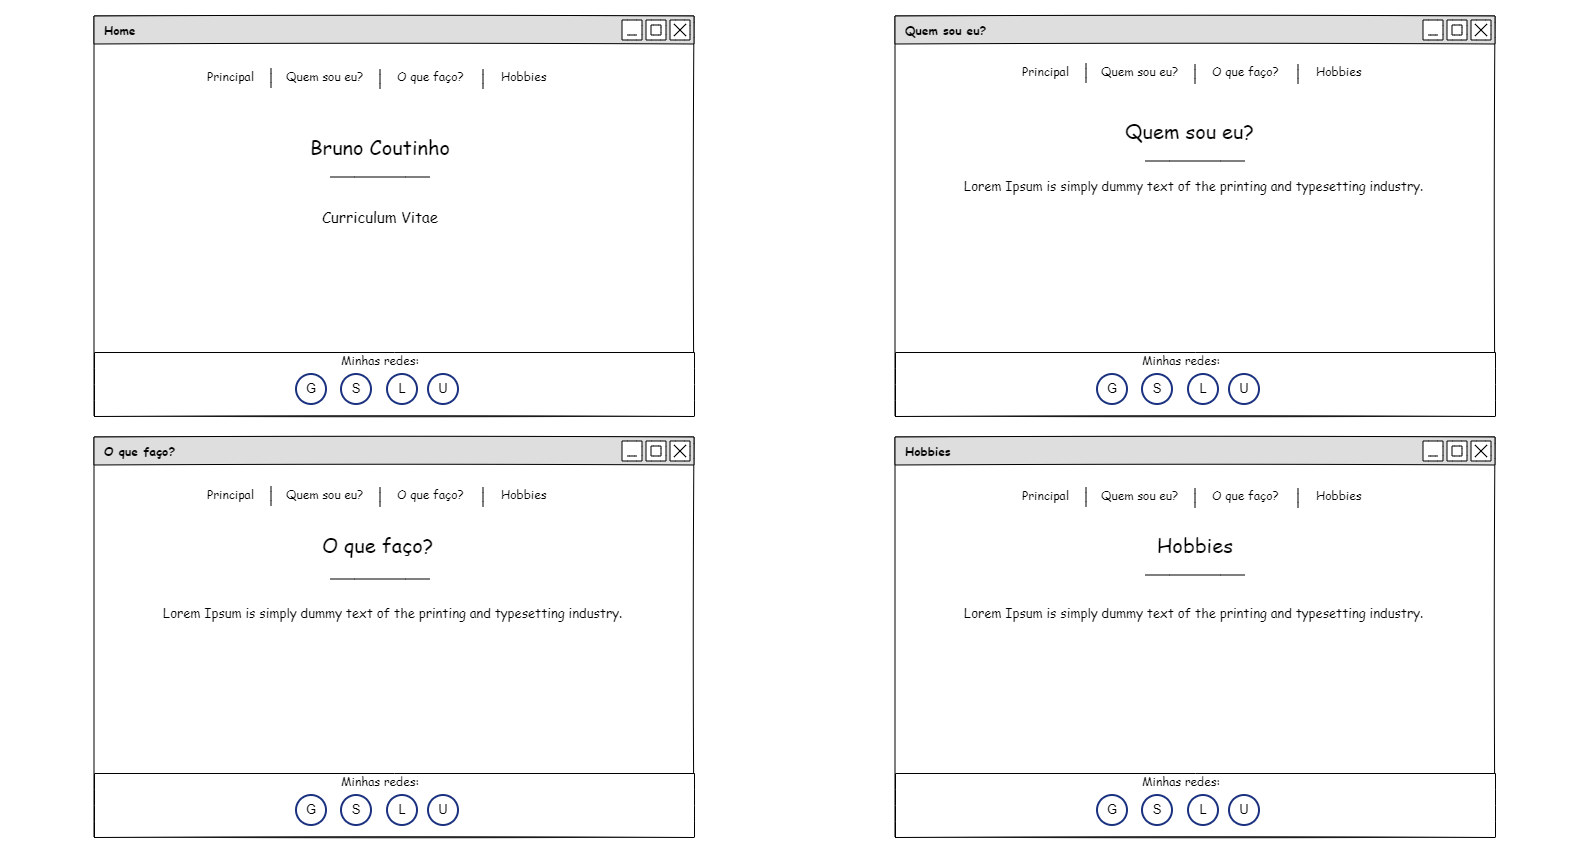 Home
Principal | Quem sou eu? | O que faço? | Hobbies
Bruno Coutinho
Curriculum Vitae
Minhas redes:
G S L U
Quem sou eu?
Principal | Quem sou eu? | O que faço? | Hobbies
Quem sou eu?
Lorem Ipsum is simply dummy text of the printing and typesetting industry.
Minhas redes:
G S L U
O que faço?
Principal | Quem sou eu? | O que faço? | Hobbies
O que faço?
Lorem Ipsum is simply dummy text of the printing and typesetting industry.
Minhas redes:
G S L U
Hobbies
Principal | Quem sou eu? | O que faço? | Hobbies
Hobbies
Lorem Ipsum is simply dummy text of the printing and typesetting industry.
Minhas redes:
G S L U